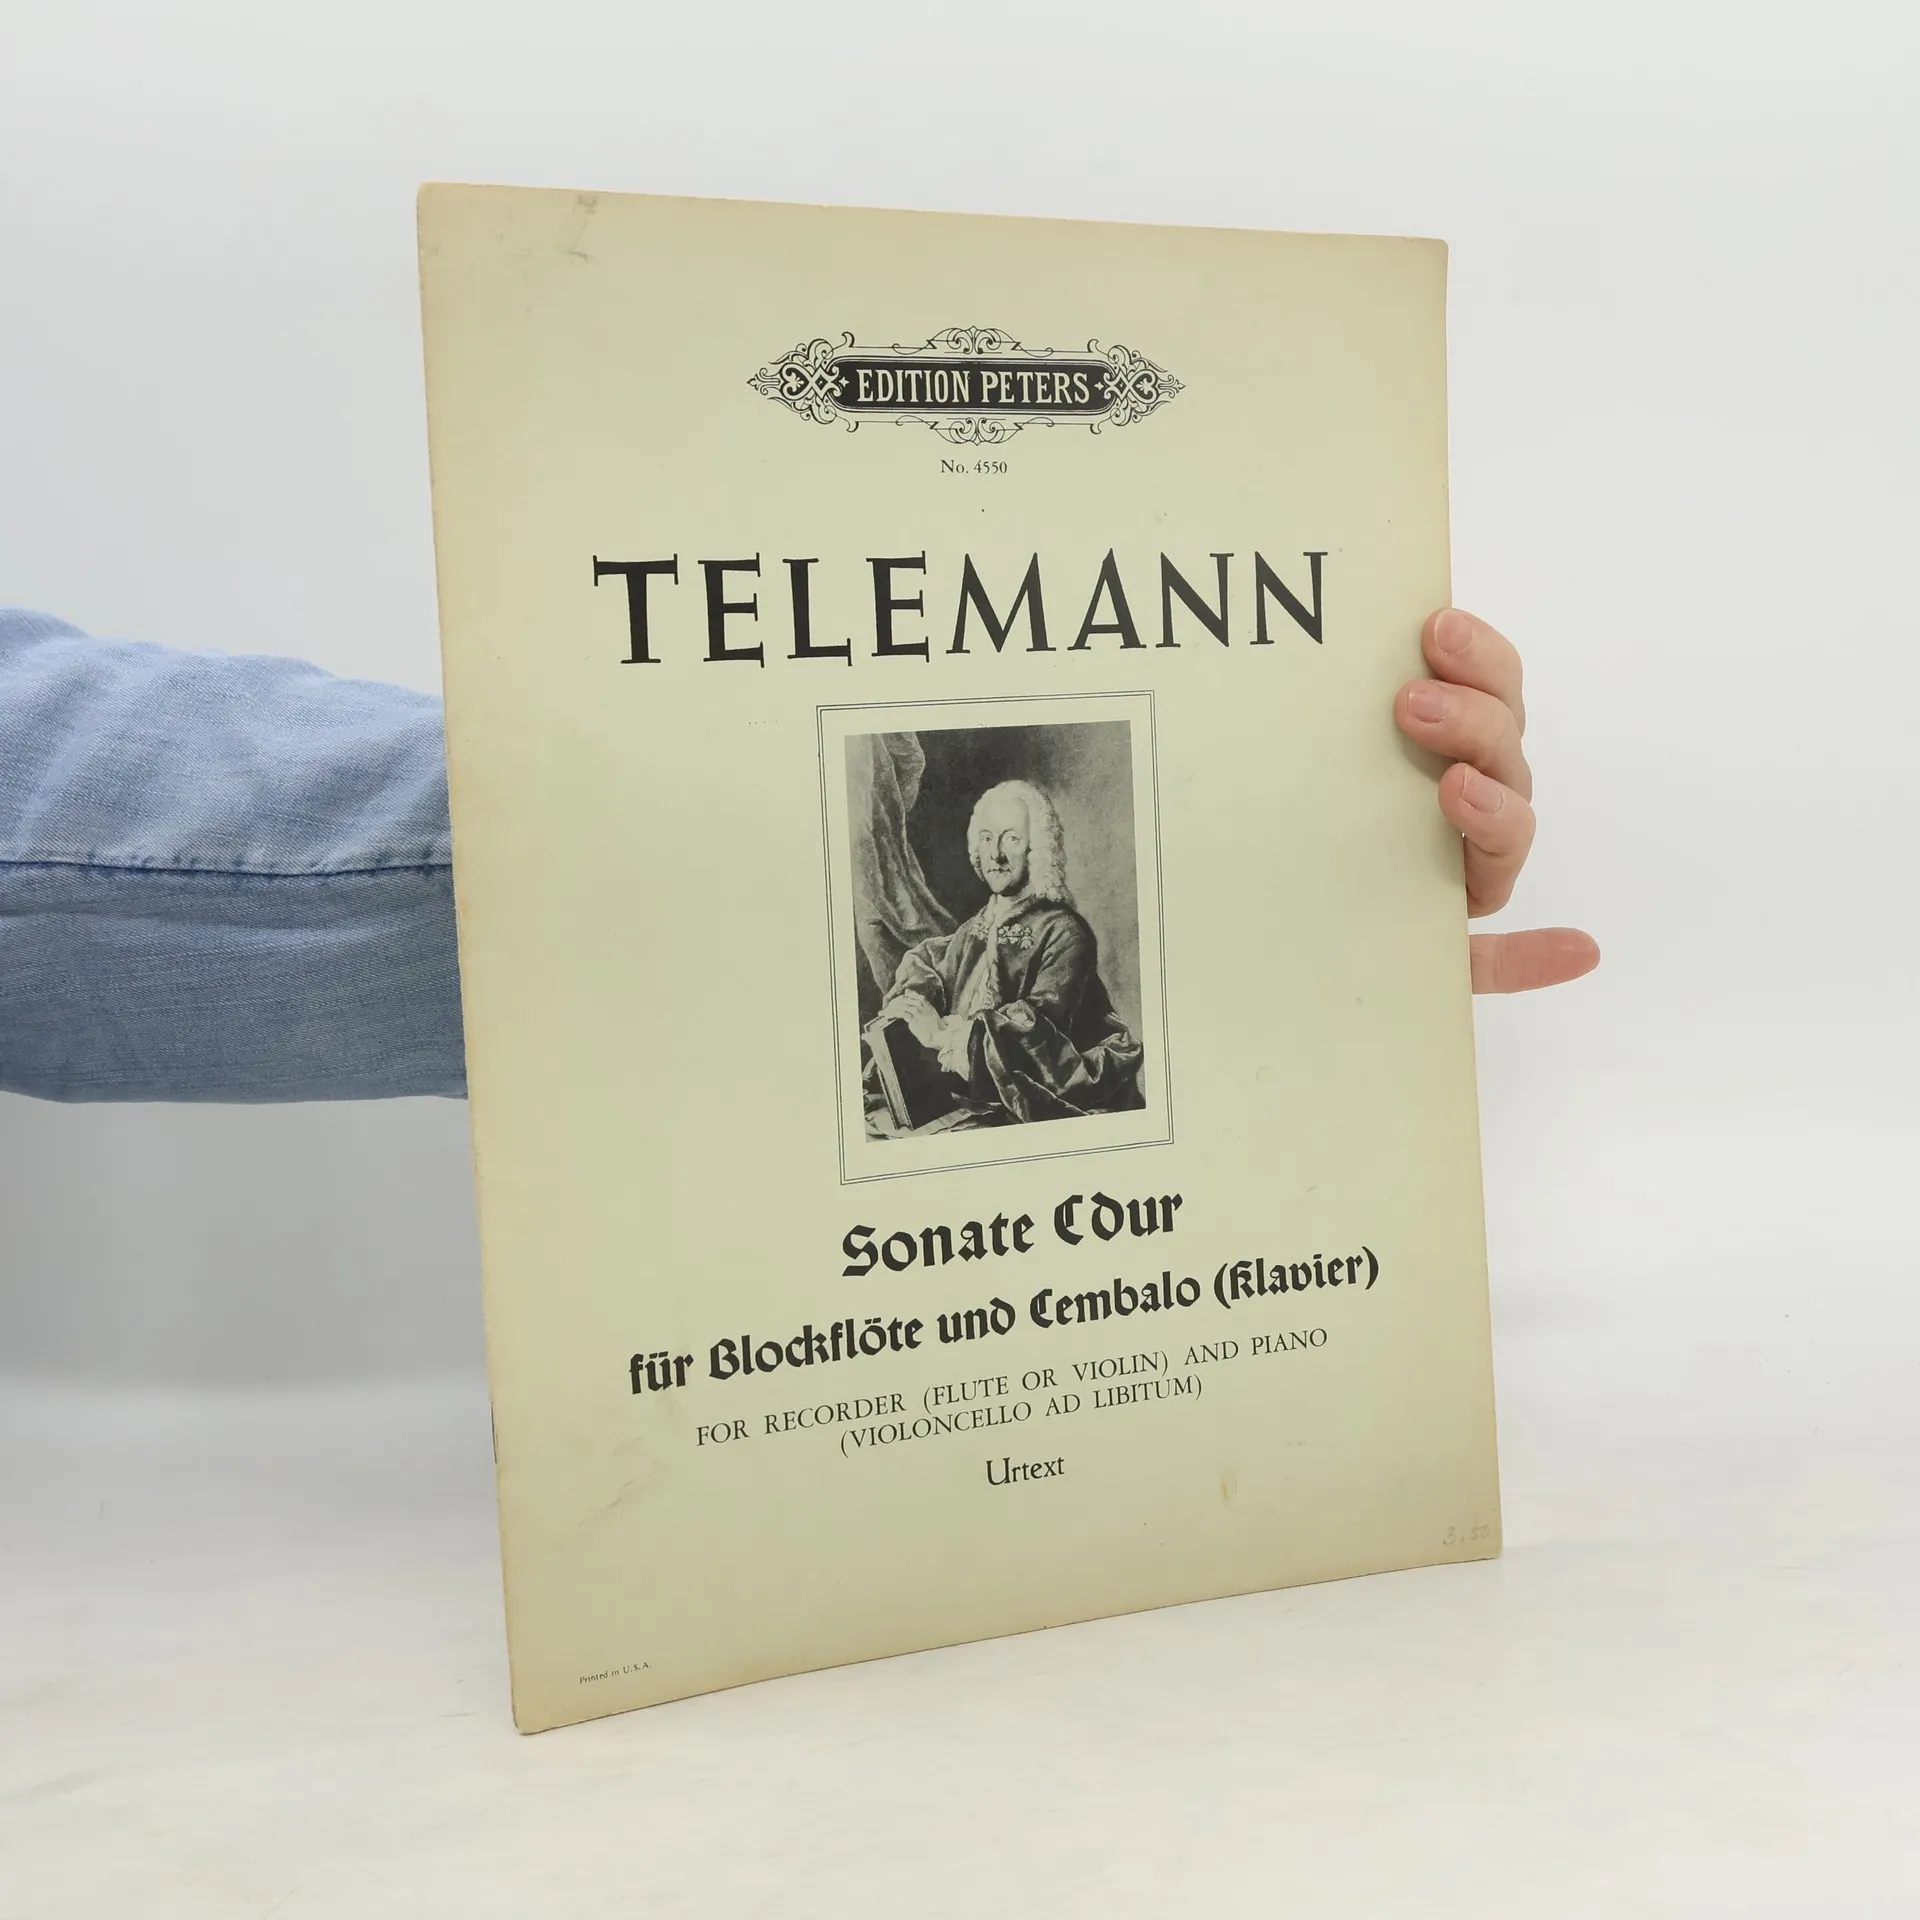 EDITION PETERS
No. 4550
TELEMANN
Sonate C dur
für Blockflöte und Cembalo (Klavier)
FOR RECORDER (FLUTE OR VIOLIN) AND PIANO
(VIOLONCELLO AD LIBITUM)
Urtext
3.50
Printed in U.S.A.